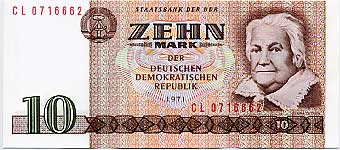 STAATSBANK DER DDR
CL 0716662
ZEHN
MARK
DER
DEUTSCHEN
DEMOKRATISCHEN
REPUBLIK
1971
CL 0716662
10
10